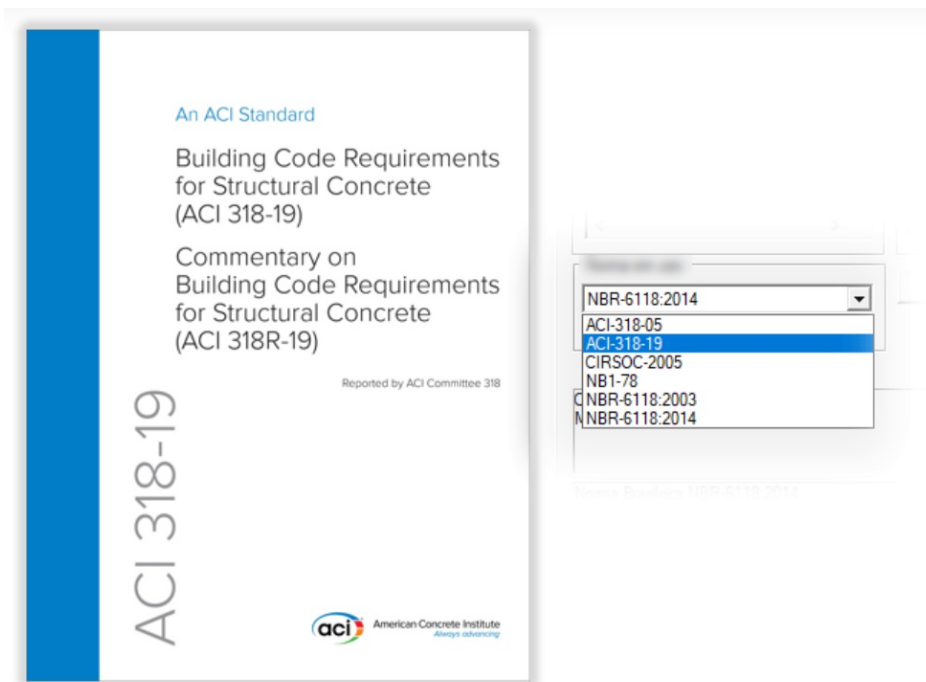 An ACI Standard
Building Code Requirements
for Structural Concrete
(ACI 318-19)
Commentary on
Building Code Requirements
for Structural Concrete
(ACI 318R-19)
Reported by ACI Committee 318
ACI 318-19
aci American Concrete Institute
Always advancing
NBR-6118:2014
ACI-318-05
ACI-318-19
CIRSOC-2005
NB1-78
NBR-6118:2003
NBR-6118:2014